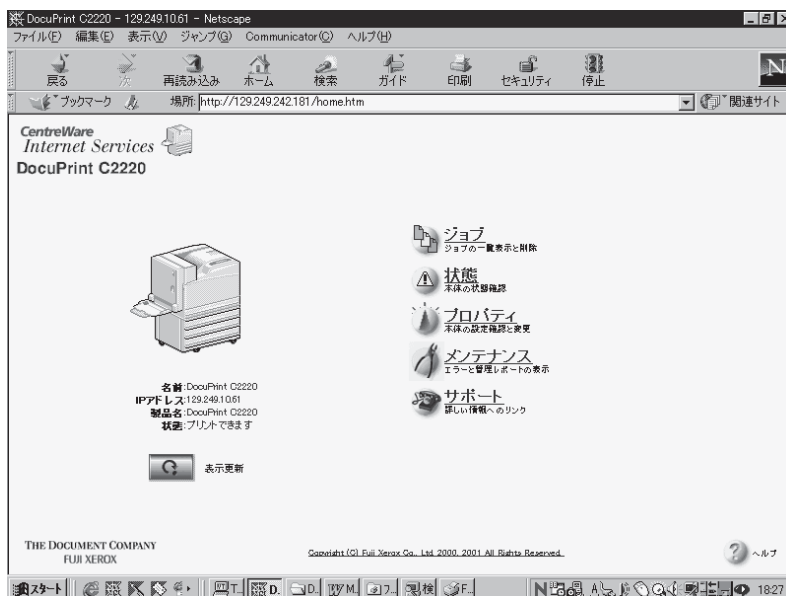 DocuPrint C2220 - 129.249.10.61 - Netscape
ファイル(F) 編集(E) 表示(V) ジャンプ(G) Communicator(C) ヘルプ(H)
戻る 次 再読み込み ホーム 検索 ガイド 印刷 セキュリティ 停止
N
ブックマーク 場所: http://129.249.242.181/home.htm 関連サイト
CentreWare
Internet Services
DocuPrint C2220
ジョブ
ジョブの一覧表示と削除
状態
本体の状態確認
プロパティ
本体の設定確認と変更
メンテナンス
エラーと管理レポートの表示
サポート
詳しい情報へのリンク
名前:DocuPrint C2220
IPアドレス:129.249.10.61
製品名:DocuPrint C2220
状態:プリントできます
表示更新
THE DOCUMENT COMPANY
FUJI XEROX
Copyright (C) Fuji Xerox Co., Ltd. 2000, 2001 All Rights Reserved.
ヘルプ
スタート T... D... D... M... フ... 検 F... 18:27